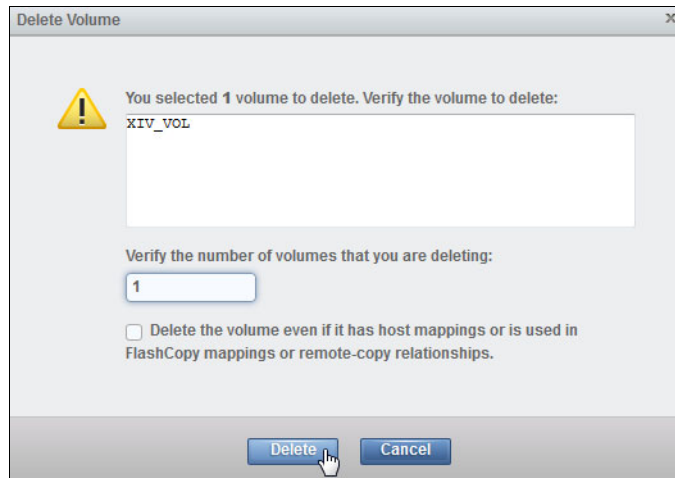 Delete Volume
x
You selected 1 volume to delete. Verify the volume to delete:
XIV_VOL
Verify the number of volumes that you are deleting:
1
Delete the volume even if it has host mappings or is used in
FlashCopy mappings or remote-copy relationships.
Delete Cancel